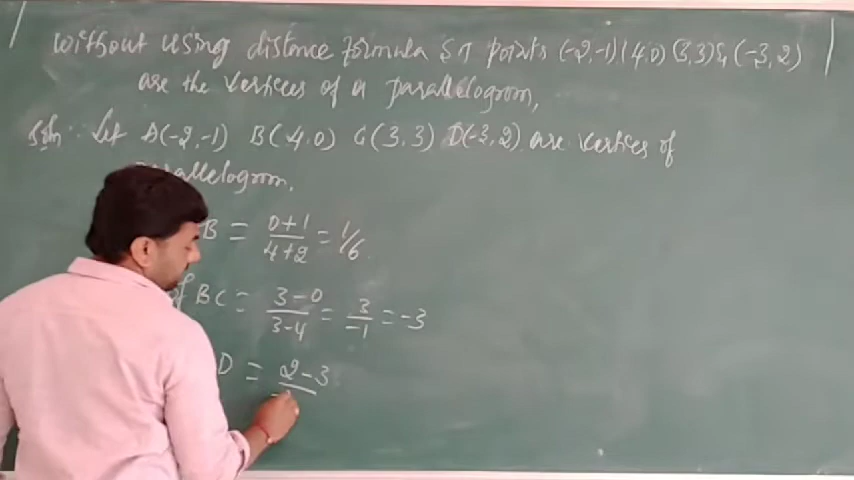 without using distance formula S.T points (-2,-1) (4,0) (3,3) & (-3,2)
are the vertices of a parallelogram,
Soln: Let A(-2,-1) B(4,0) C(3,3) D(-3,2) are vertices of
parallelogram.
B = 0+1/4+2 = 1/6
of BC = 3-0/3-4 = 3/-1 = -3
D = 2-3